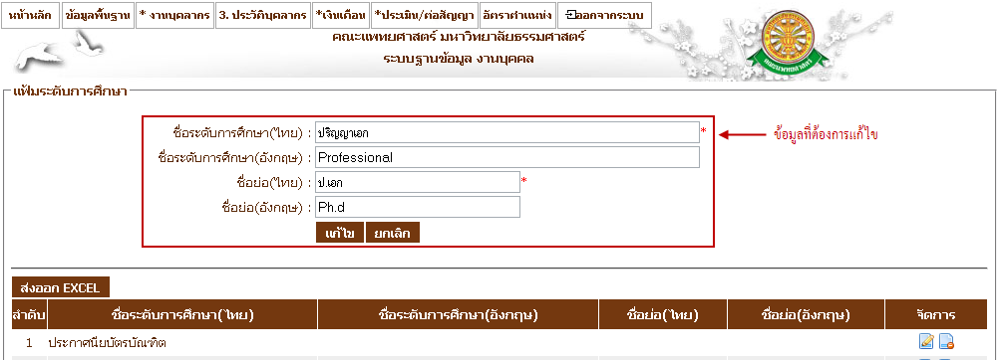 หน้าหลัก ข้อมูลพื้นฐาน * งานบุคลากร 3. ประวัติบุคลากร *เงินเดือน *ประเมิน/ต่อสัญญา อัตราตำแหน่ง ออกจากระบบ
คณะแพทยศาสตร์ มหาวิทยาลัยธรรมศาสตร์
ระบบฐานข้อมูล งานบุคคล
แฟ้มระดับการศึกษา
ชื่อระดับการศึกษา(ไทย) : ปริญญาเอก * ข้อมูลที่ต้องการแก้ไข
ชื่อระดับการศึกษา(อังกฤษ) : Professional
ชื่อย่อ(ไทย) : ป.เอก *
ชื่อย่อ(อังกฤษ) : Ph.d
แก้ไข ยกเลิก
ส่งออก EXCEL
ลำดับ ชื่อระดับการศึกษา(ไทย) ชื่อระดับการศึกษา(อังกฤษ) ชื่อย่อ(ไทย) ชื่อย่อ(อังกฤษ) จัดการ
1 ประกาศนียบัตรบัณฑิต